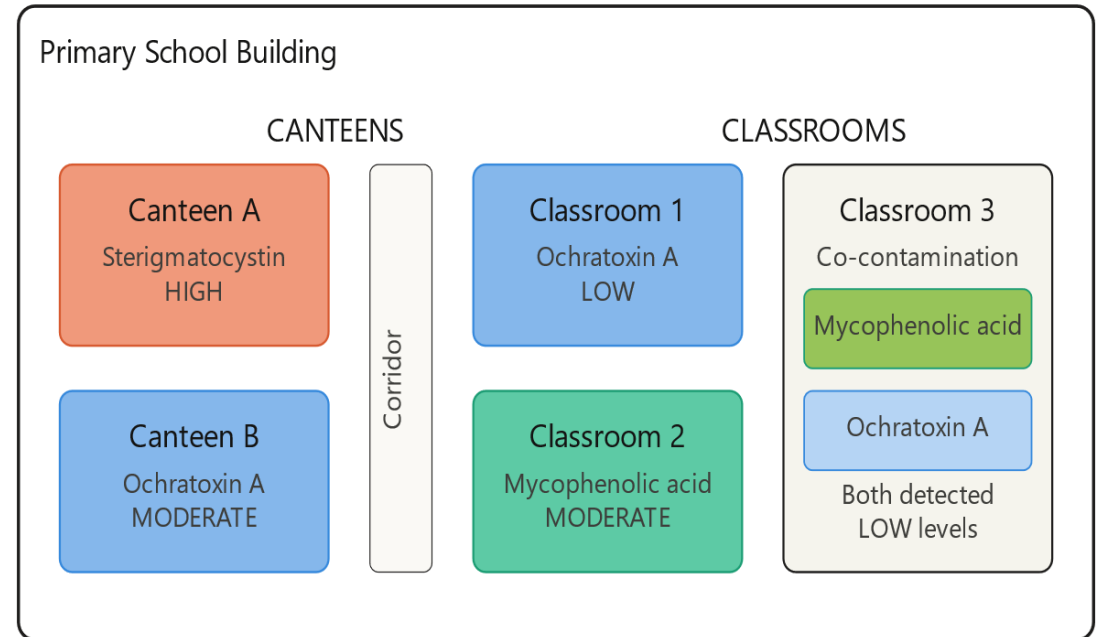 Primary School Building
CANTEENS
CLASSROOMS
Canteen A
Sterigmatocystin
HIGH
Canteen B
Ochratoxin A
MODERATE
Corridor
Classroom 1
Ochratoxin A
LOW
Classroom 2
Mycophenolic acid
MODERATE
Classroom 3
Co-contamination
Mycophenolic acid
Ochratoxin A
Both detected
LOW levels